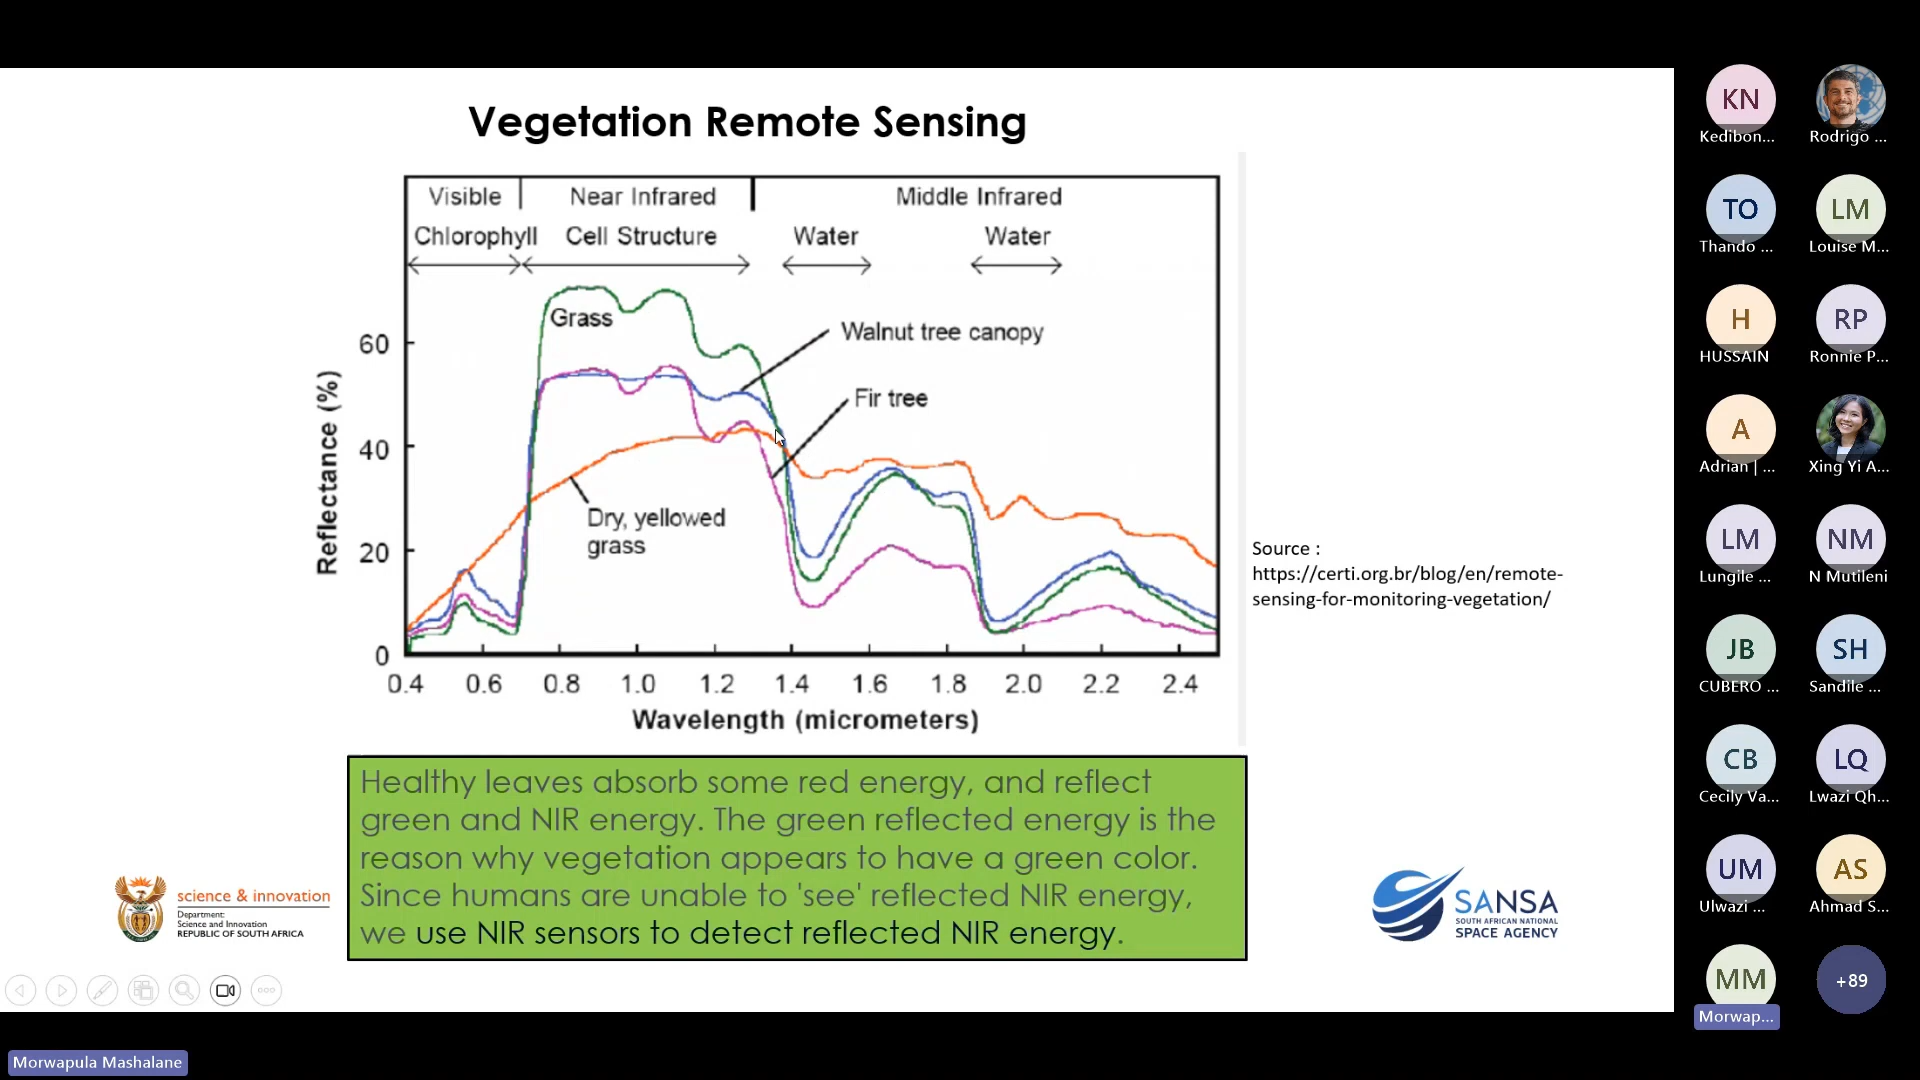 Vegetation Remote Sensing
Visible Near Infrared Middle Infrared
Chlorophyll Cell Structure Water Water
Grass
Walnut tree canopy
Fir tree
Dry, yellowed
grass
Reflectance (%)
60
40
20
0
0.4 0.6 0.8 1.0 1.2 1.4 1.6 1.8 2.0 2.2 2.4
Wavelength (micrometers)
Source :
https://certi.org.br/blog/en/remote-
sensing-for-monitoring-vegetation/
Healthy leaves absorb some red energy, and reflect
green and NIR energy. The green reflected energy is the
reason why vegetation appears to have a green color.
Since humans are unable to 'see' reflected NIR energy,
we use NIR sensors to detect reflected NIR energy.
science & innovation
Department:
Science and Innovation
REPUBLIC OF SOUTH AFRICA
SANSA
SOUTH AFRICAN NATIONAL
SPACE AGENCY
Morwapula Mashalane
KN
Kedibon...
Rodrigo ...
TO
Thando ...
LM
Louise M...
H
HUSSAIN
RP
Ronnie P...
A
Adrian | ...
Xing Yi A...
LM
Lungile ...
NM
N Mutileni
JB
CUBERO ...
SH
Sandile ...
CB
Cecily Va...
LQ
Lwazi Qh...
UM
Ulwazi ...
AS
Ahmad S...
MM
Morwap...
+89